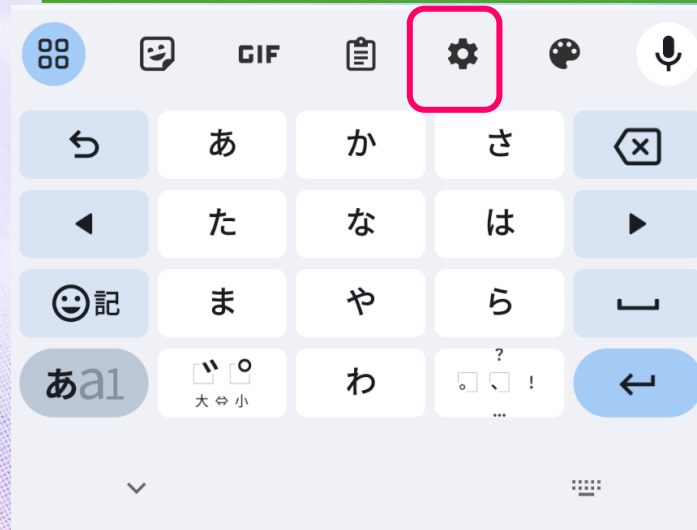 GIF
あ か さ
た な は
記 ま や ら
?
あa1 ゛ ゜ わ 。 、 !
大⇔小 …